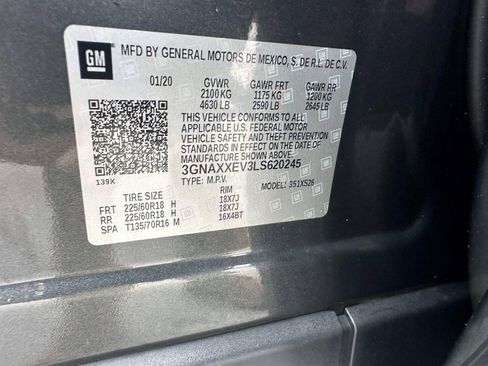 GM
MFD BY GENERAL MOTORS DE MEXICO, S. DE R.L. DE C.V.
01/20 GVWR GAWR FRT GAWR RR
2100 KG 1175 KG 1200 KG
4630 LB 2590 LB 2645 LB
THIS VEHICLE CONFORMS TO ALL
APPLICABLE U.S. FEDERAL MOTOR
VEHICLE SAFETY AND THEFT PREVENTION
STANDARDS IN EFFECT ON THE DATE OF
MANUFACTURE SHOWN ABOVE.
3GNAXXEV3LS620245
139X TYPE: M.P.V. MODEL: 351XS26
TIRE SIZE RIM
FRT 225/60R18 H 18X7J
RR 225/60R18 H 18X7J
SPA T135/70R16 M 16X4BT